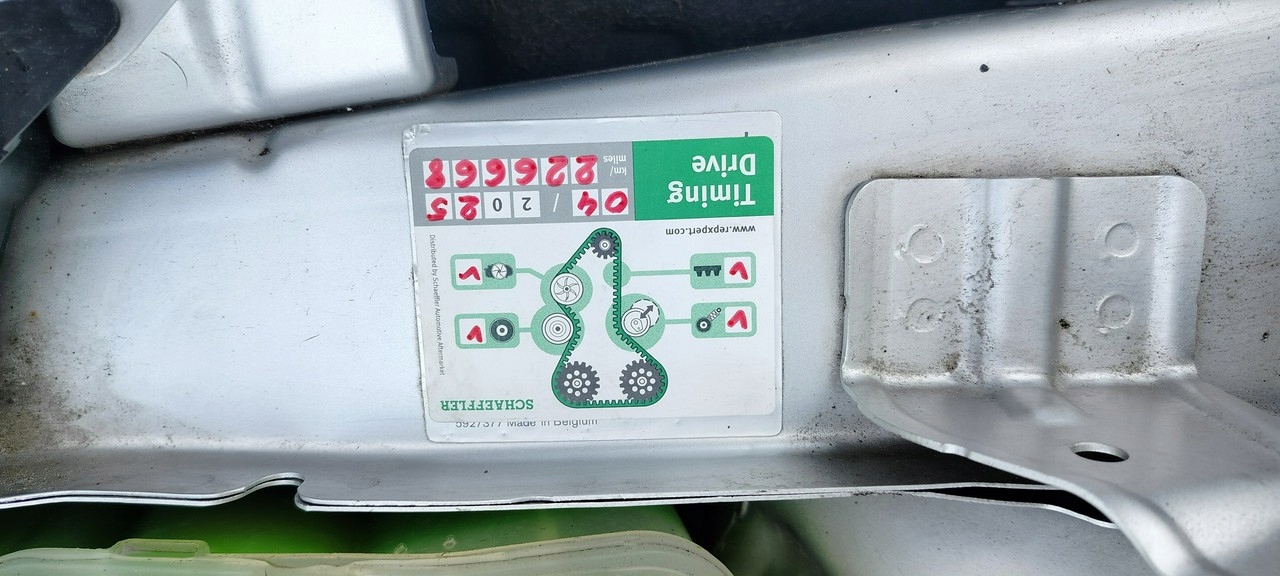 SCHAEFFLER
www.repxpert.com
Timing
Drive
04 / 2025
km/
miles
226668
Distributed by Schaeffler Automotive Aftermarket
5927377 Made in Belgium